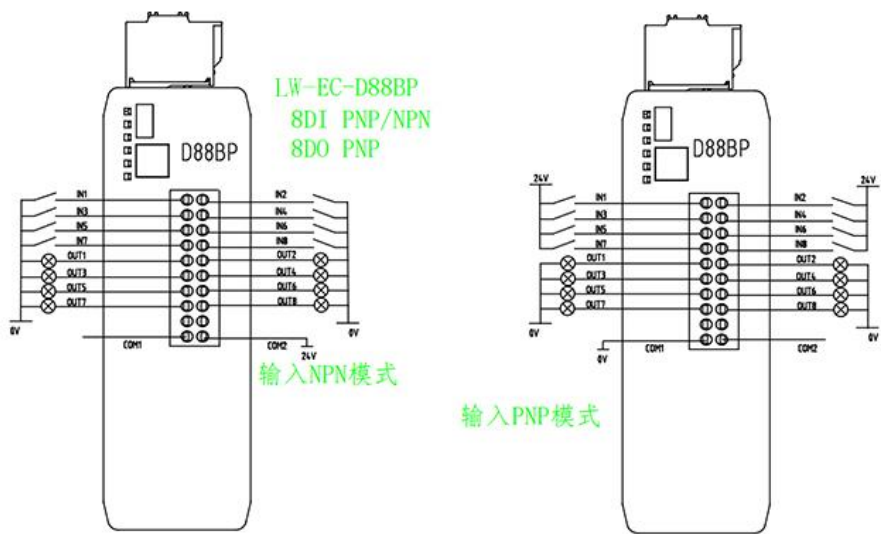 LW-EC-D88BP
8DI PNP/NPN
8DO PNP
D88BP
IN1 IN2
IN3 IN4
IN5 IN6
IN7 IN8
OUT1 OUT2
OUT3 OUT4
OUT5 OUT6
OUT7 OUT8
0V 0V
COM1 COM2
24V
输入NPN模式
D88BP
24V 24V
IN1 IN2
IN3 IN4
IN5 IN6
IN7 IN8
OUT1 OUT2
OUT3 OUT4
OUT5 OUT6
OUT7 OUT8
0V 0V
COM1 COM2
0V
输入PNP模式